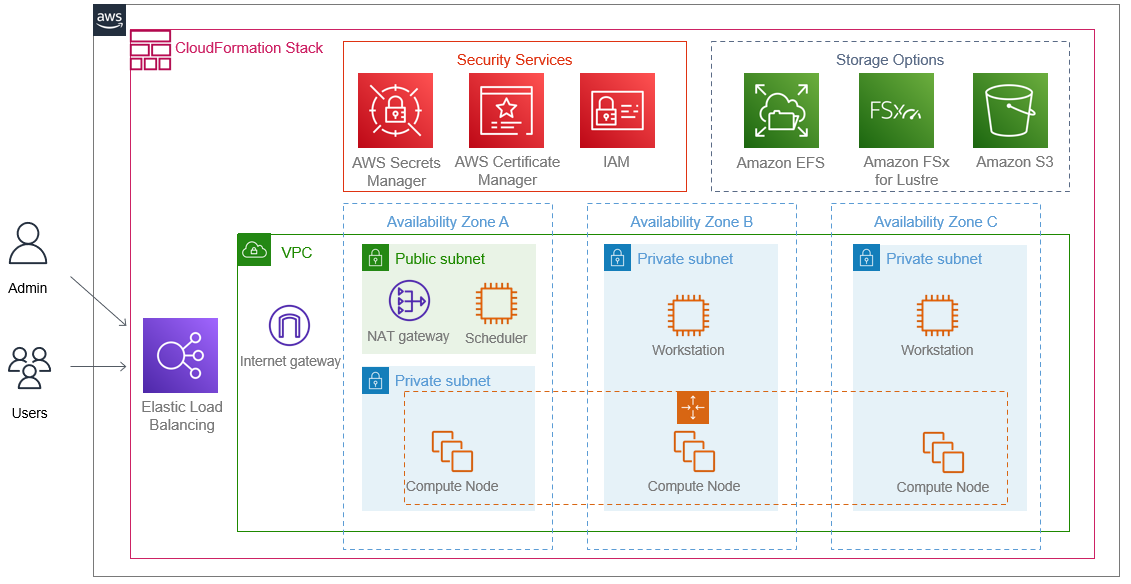 aws
CloudFormation Stack
Security Services
AWS Secrets
Manager
AWS Certificate
Manager
IAM
Storage Options
Amazon EFS
FSx
Amazon FSx
for Lustre
Amazon S3
Admin
Users
Elastic Load
Balancing
VPC
Internet gateway
Availability Zone A
Public subnet
NAT gateway
Scheduler
Private subnet
Compute Node
Availability Zone B
Private subnet
Workstation
Compute Node
Availability Zone C
Private subnet
Workstation
Compute Node